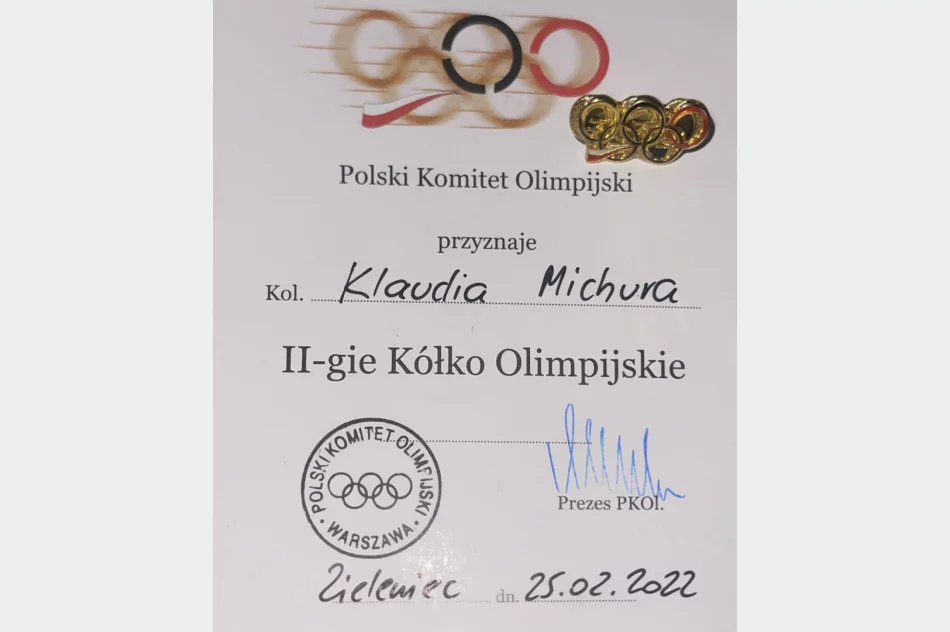 Polski Komitet Olimpijski
przyznaje
Kol. Klaudia Michura
II-gie Kółko Olimpijskie
POLSKI KOMITET OLIMPIJSKI
• WARSZAWA •
Prezes PKOl.
Zieleniec dn. 25.02.2022